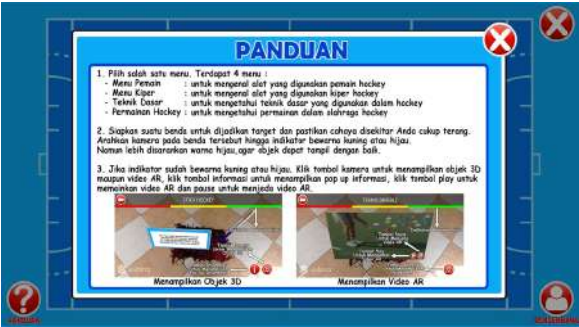 PANDUAN
1. Pilih salah satu menu. Terdapat 4 menu :
- Menu Pemain : untuk mengenal alat yang digunakan pemain hockey
- Menu Kiper : untuk mengenal alat yang digunakan kiper hockey
- Teknik Dasar : untuk mengetahui teknik dasar yang digunakan dalam hockey
- Permainan Hockey : untuk mengetahui permainan dalam olahraga hockey
2. Siapkan suatu benda untuk dijadikan target dan pastikan cahaya disekitar Anda cukup terang.
Arahkan kamera pada benda tersebut hingga indikator bewarna kuning atau hijau.
Namun lebih disarankan warna hijau,agar objek dapat tampil dengan baik.
3. Jika indikator sudah bewarna kuning atau hijau. Klik tombol kamera untuk menampilkan objek 3D
maupun video AR, klik tombol informasi untuk menampilkan pop up informasi, klik tombol play untuk
memainkan video AR dan pause untuk menjeda video AR.
Menampilkan Objek 3D
Menampilkan Video AR